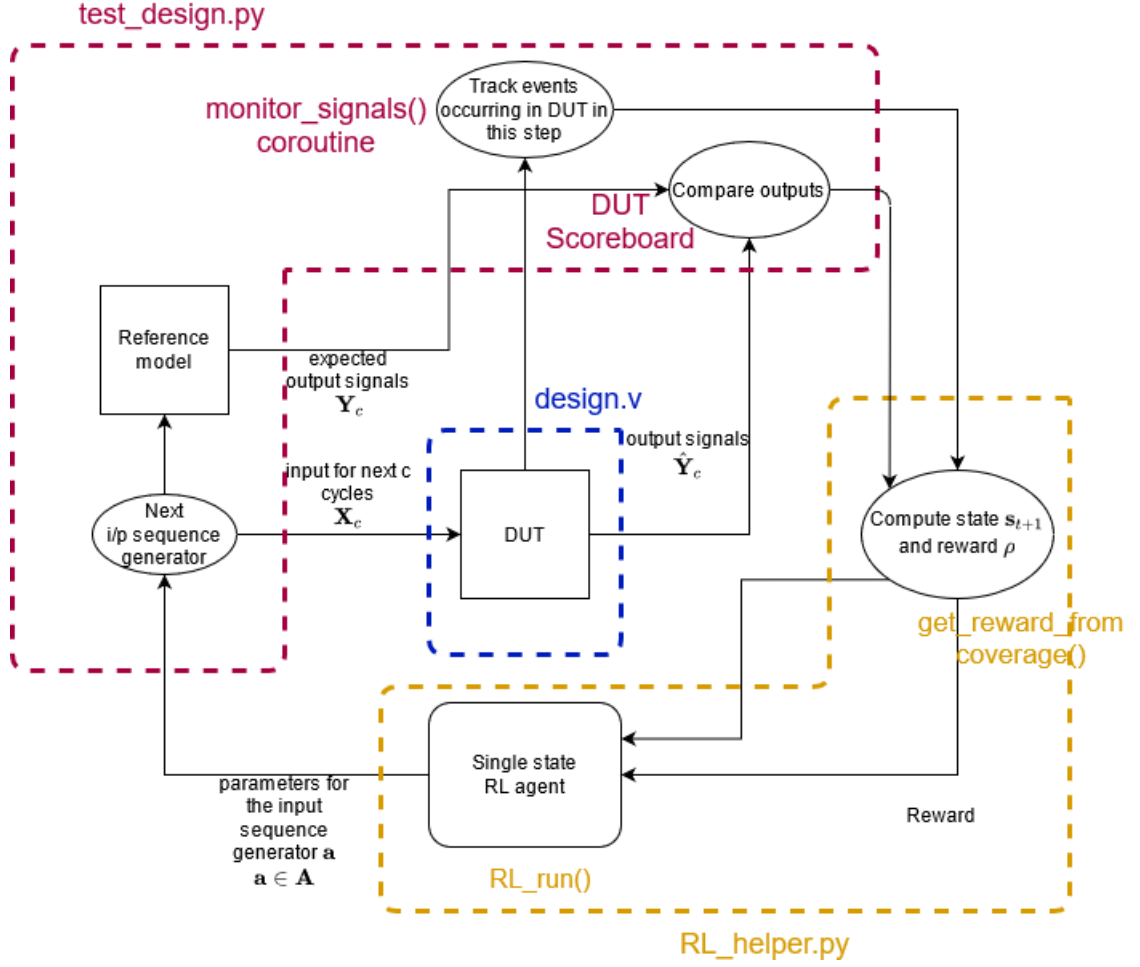 test_design.py
Track events
occurring in DUT in
this step
monitor_signals()
coroutine
Compare outputs
DUT
Scoreboard
Reference
model
expected
output signals
Y_c
design.v
output signals
Ŷ_c
input for next c
cycles
X_c
Next
i/p sequence
generator
DUT
Compute state s_{t+1}
and reward ρ
get_reward_from
coverage()
Single state
RL agent
parameters for
the input
sequence
generator a
a ∈ A
Reward
RL_run()
RL_helper.py